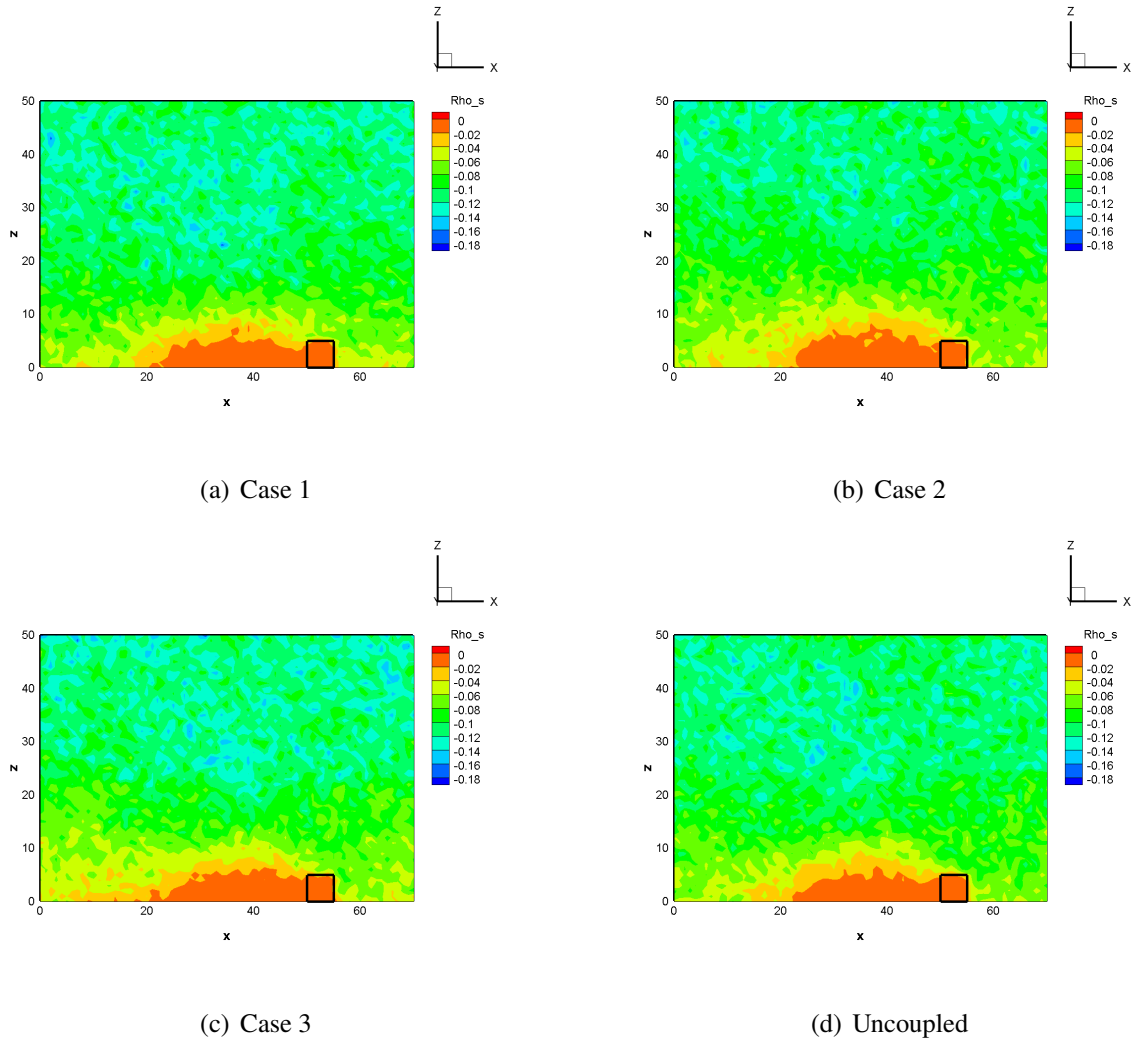 Z
X
Y
Rho_s
0
-0.02
-0.04
-0.06
-0.08
-0.1
-0.12
-0.14
-0.16
-0.18
50
40
30
20
10
0
z
0 20 40 60
x
(a) Case 1
Z
X
Y
Rho_s
0
-0.02
-0.04
-0.06
-0.08
-0.1
-0.12
-0.14
-0.16
-0.18
50
40
30
20
10
0
z
0 20 40 60
x
(b) Case 2
Z
X
Y
Rho_s
0
-0.02
-0.04
-0.06
-0.08
-0.1
-0.12
-0.14
-0.16
-0.18
50
40
30
20
10
0
z
0 20 40 60
x
(c) Case 3
Z
X
Y
Rho_s
0
-0.02
-0.04
-0.06
-0.08
-0.1
-0.12
-0.14
-0.16
-0.18
50
40
30
20
10
0
z
0 20 40 60
x
(d) Uncoupled